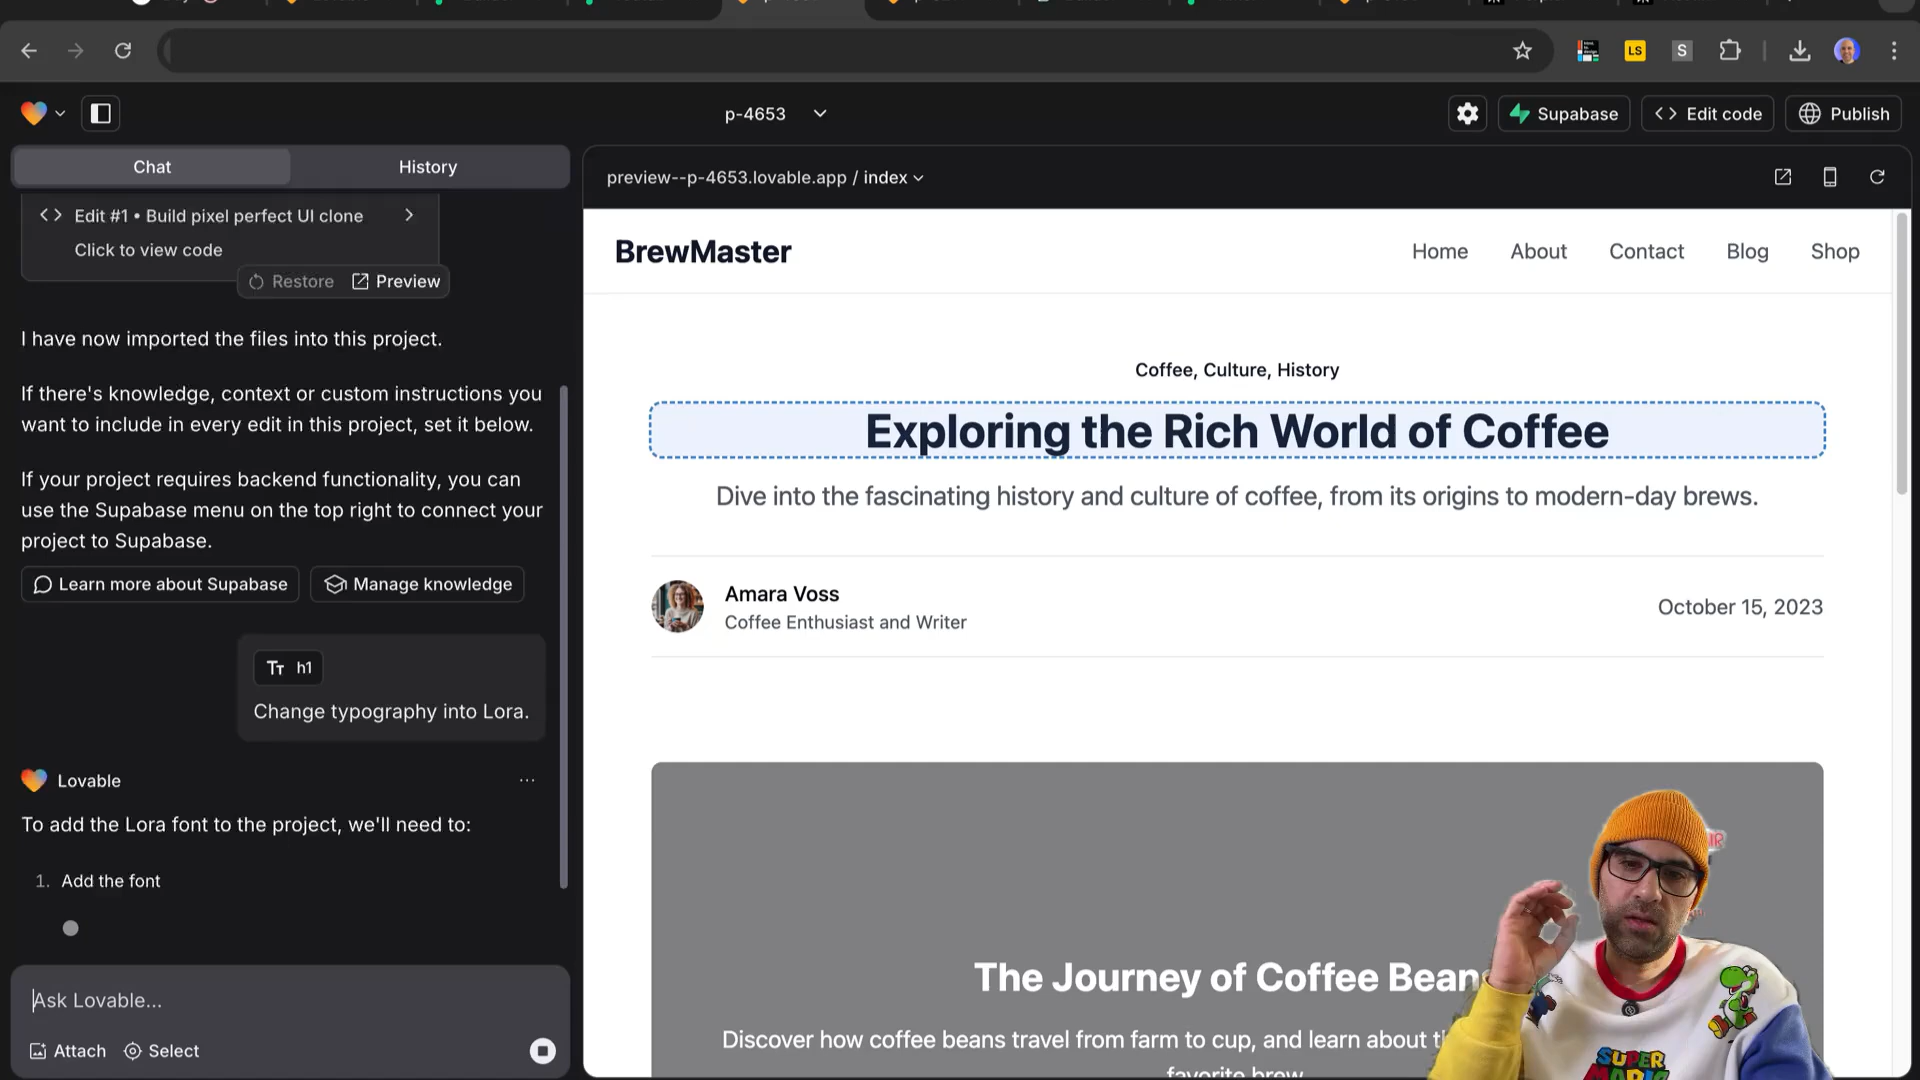 LS
S
p-4653
Supabase
Edit code
Publish
Chat
History
Edit #1 • Build pixel perfect UI clone
Click to view code
Restore
Preview
I have now imported the files into this project.
If there's knowledge, context or custom instructions you
want to include in every edit in this project, set it below.
If your project requires backend functionality, you can
use the Supabase menu on the top right to connect your
project to Supabase.
Learn more about Supabase
Manage knowledge
TT h1
Change typography into Lora.
Lovable
To add the Lora font to the project, we'll need to:
1. Add the font
Ask Lovable...
Attach
Select
preview--p-4653.lovable.app / index
BrewMaster
Home
About
Contact
Blog
Shop
Coffee, Culture, History
Exploring the Rich World of Coffee
Dive into the fascinating history and culture of coffee, from its origins to modern-day brews.
Amara Voss
Coffee Enthusiast and Writer
October 15, 2023
The Journey of Coffee Bean
Discover how coffee beans travel from farm to cup, and learn about
favorite brew
SUPER
MARIO